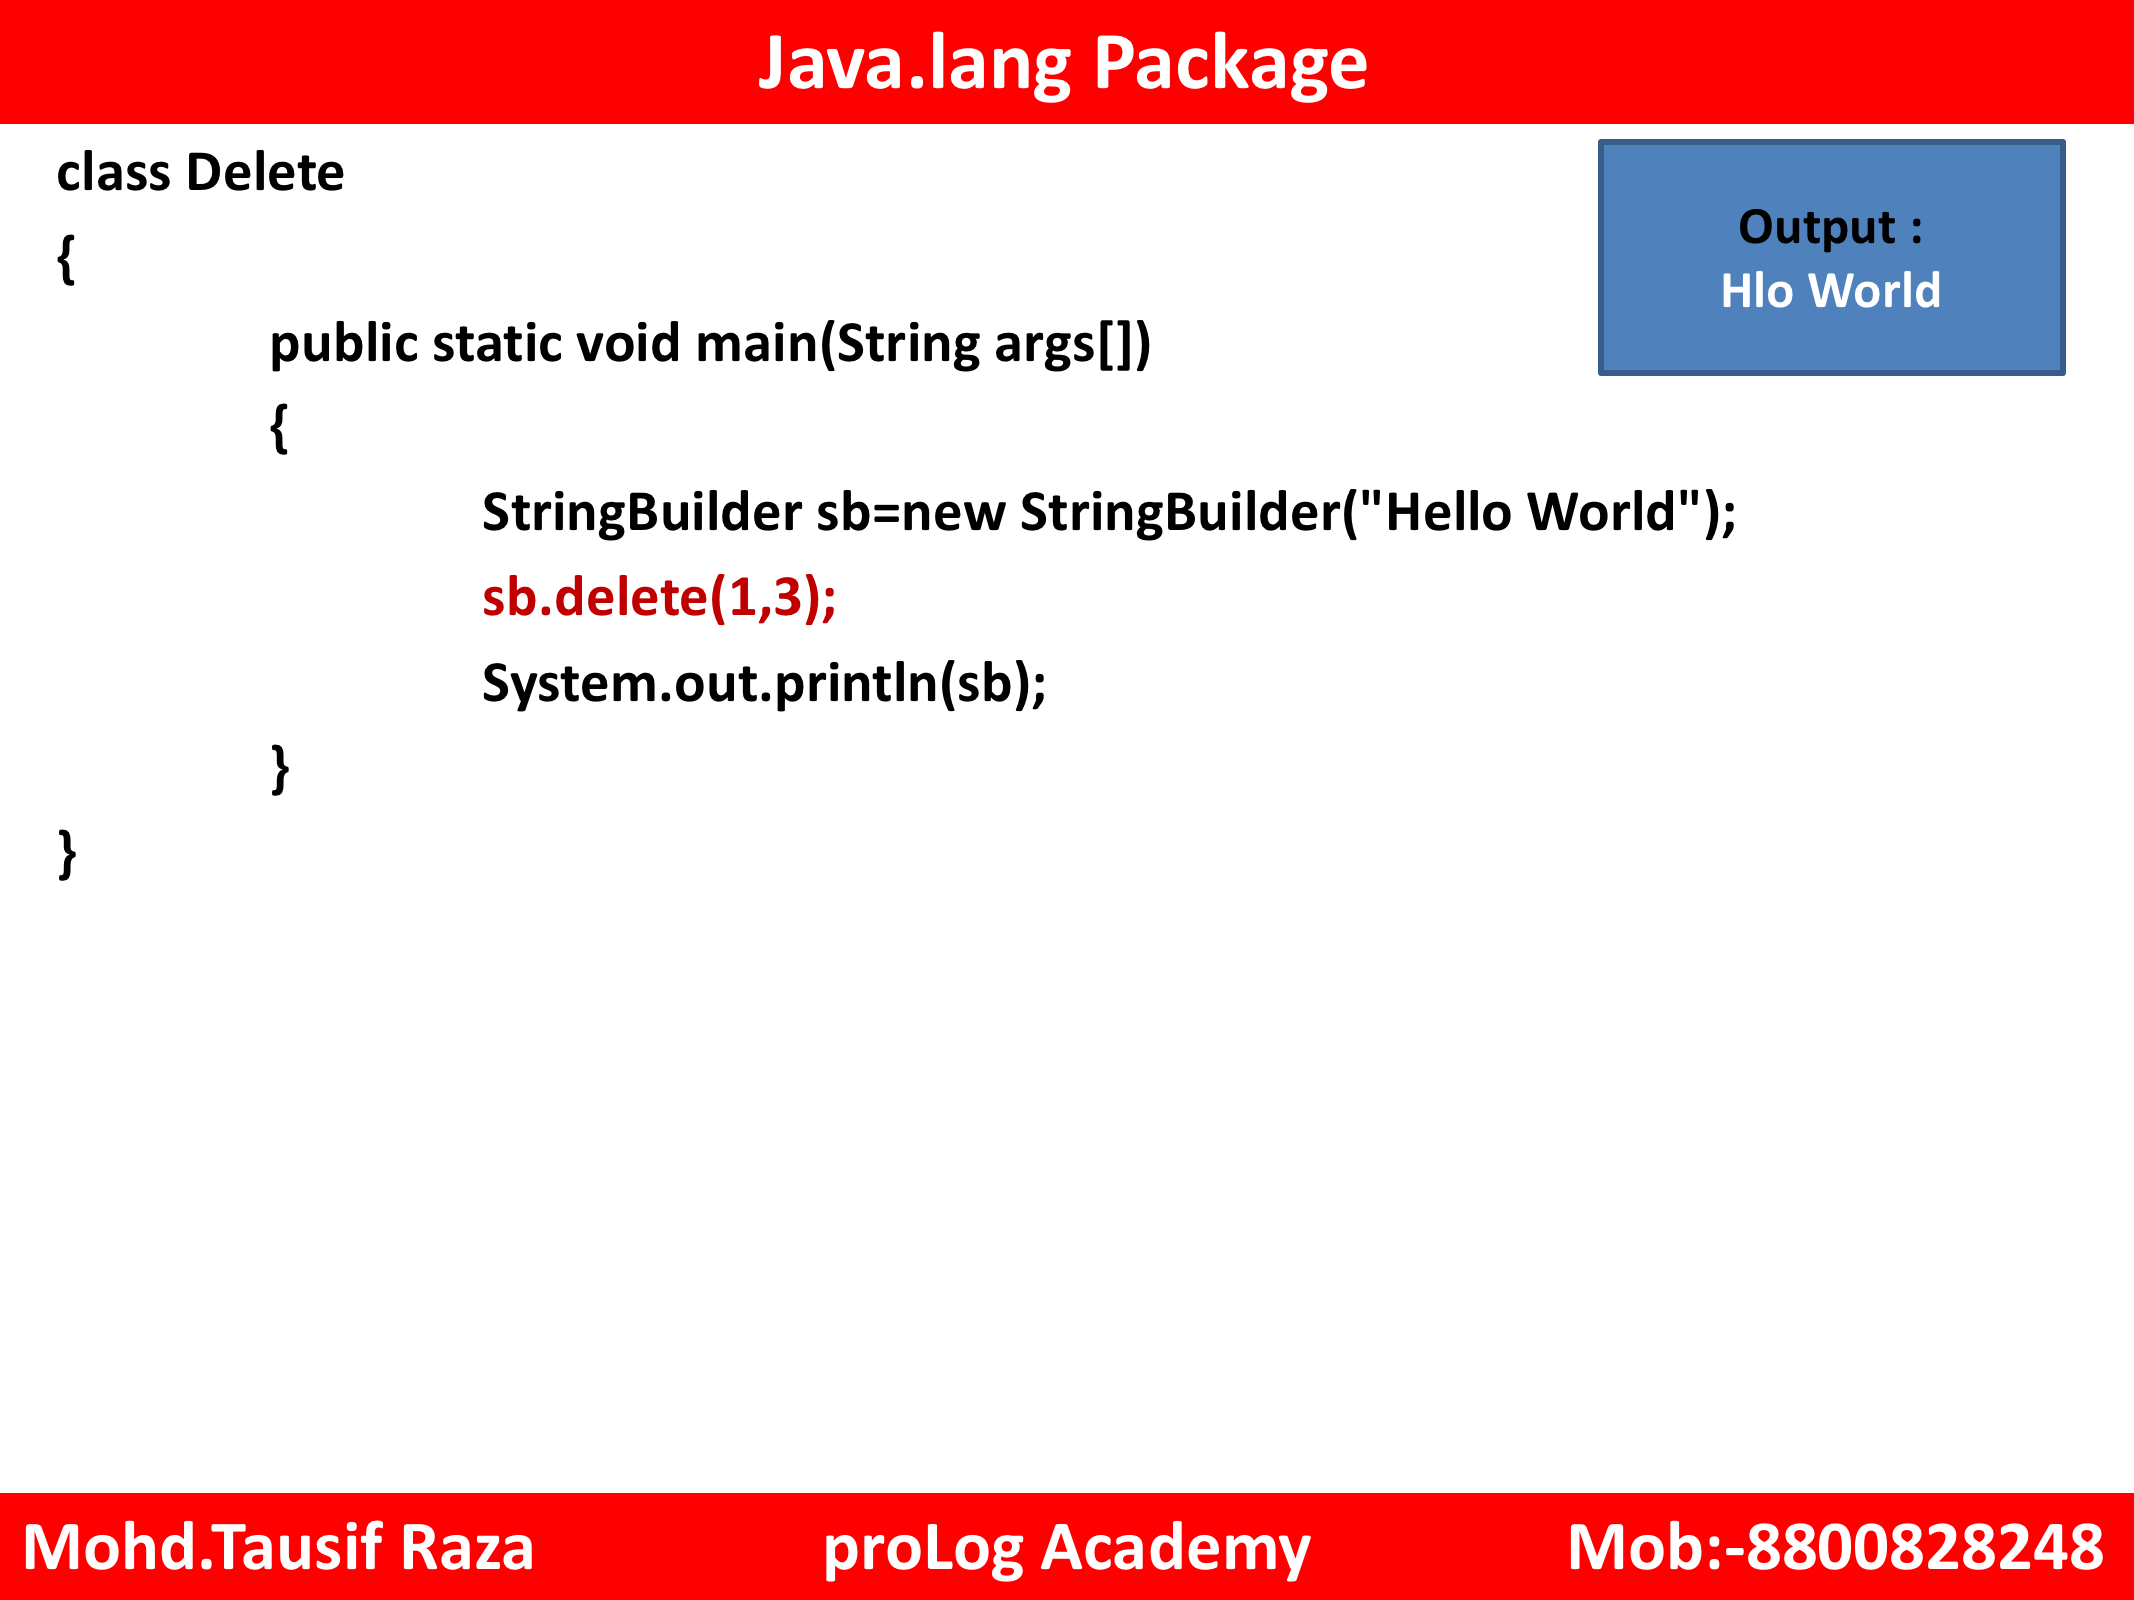 Java.lang Package
class Delete
{
public static void main(String args[])
{
StringBuilder sb=new StringBuilder("Hello World");
sb.delete(1,3);
System.out.println(sb);
}
}
Output :
Hlo World
Mohd.Tausif Raza proLog Academy Mob:-8800828248